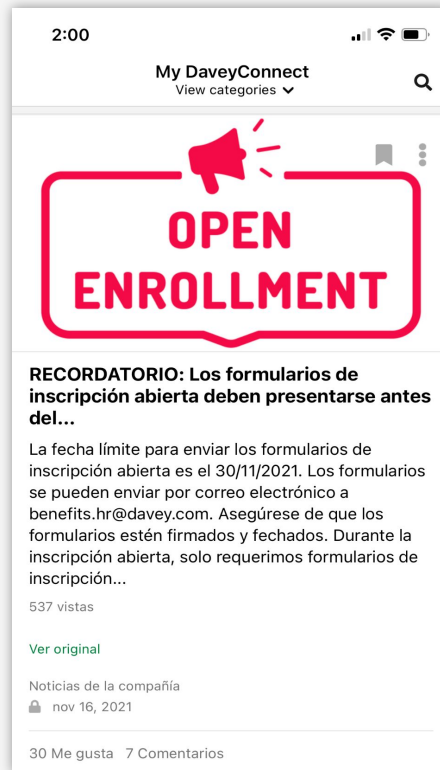 2:00
My DaveyConnect
View categories
OPEN
ENROLLMENT
RECORDATORIO: Los formularios de
inscripción abierta deben presentarse antes
del...
La fecha límite para enviar los formularios de
inscripción abierta es el 30/11/2021. Los formularios
se pueden enviar por correo electrónico a
benefits.hr@davey.com. Asegúrese de que los
formularios estén firmados y fechados. Durante la
inscripción abierta, solo requerimos formularios de
inscripción...
537 vistas
Ver original
Noticias de la compañía
nov 16, 2021
30 Me gusta 7 Comentarios